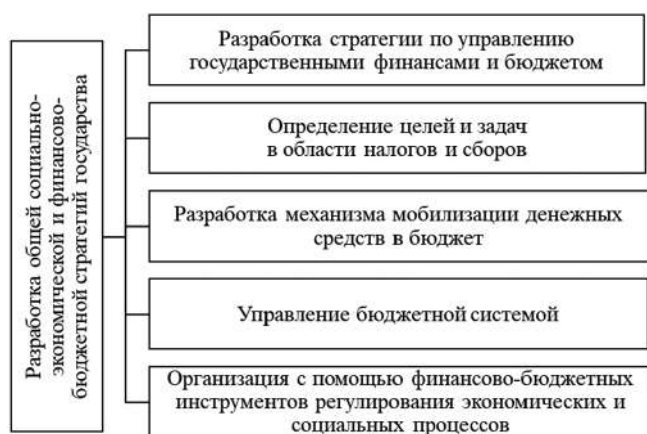 Разработка общей социально-
экономической и финансово-
бюджетной стратегий государства
Разработка стратегии по управлению
государственными финансами и бюджетом
Определение целей и задач
в области налогов и сборов
Разработка механизма мобилизации денежных
средств в бюджет
Управление бюджетной системой
Организация с помощью финансово-бюджетных
инструментов регулирования экономических и
социальных процессов